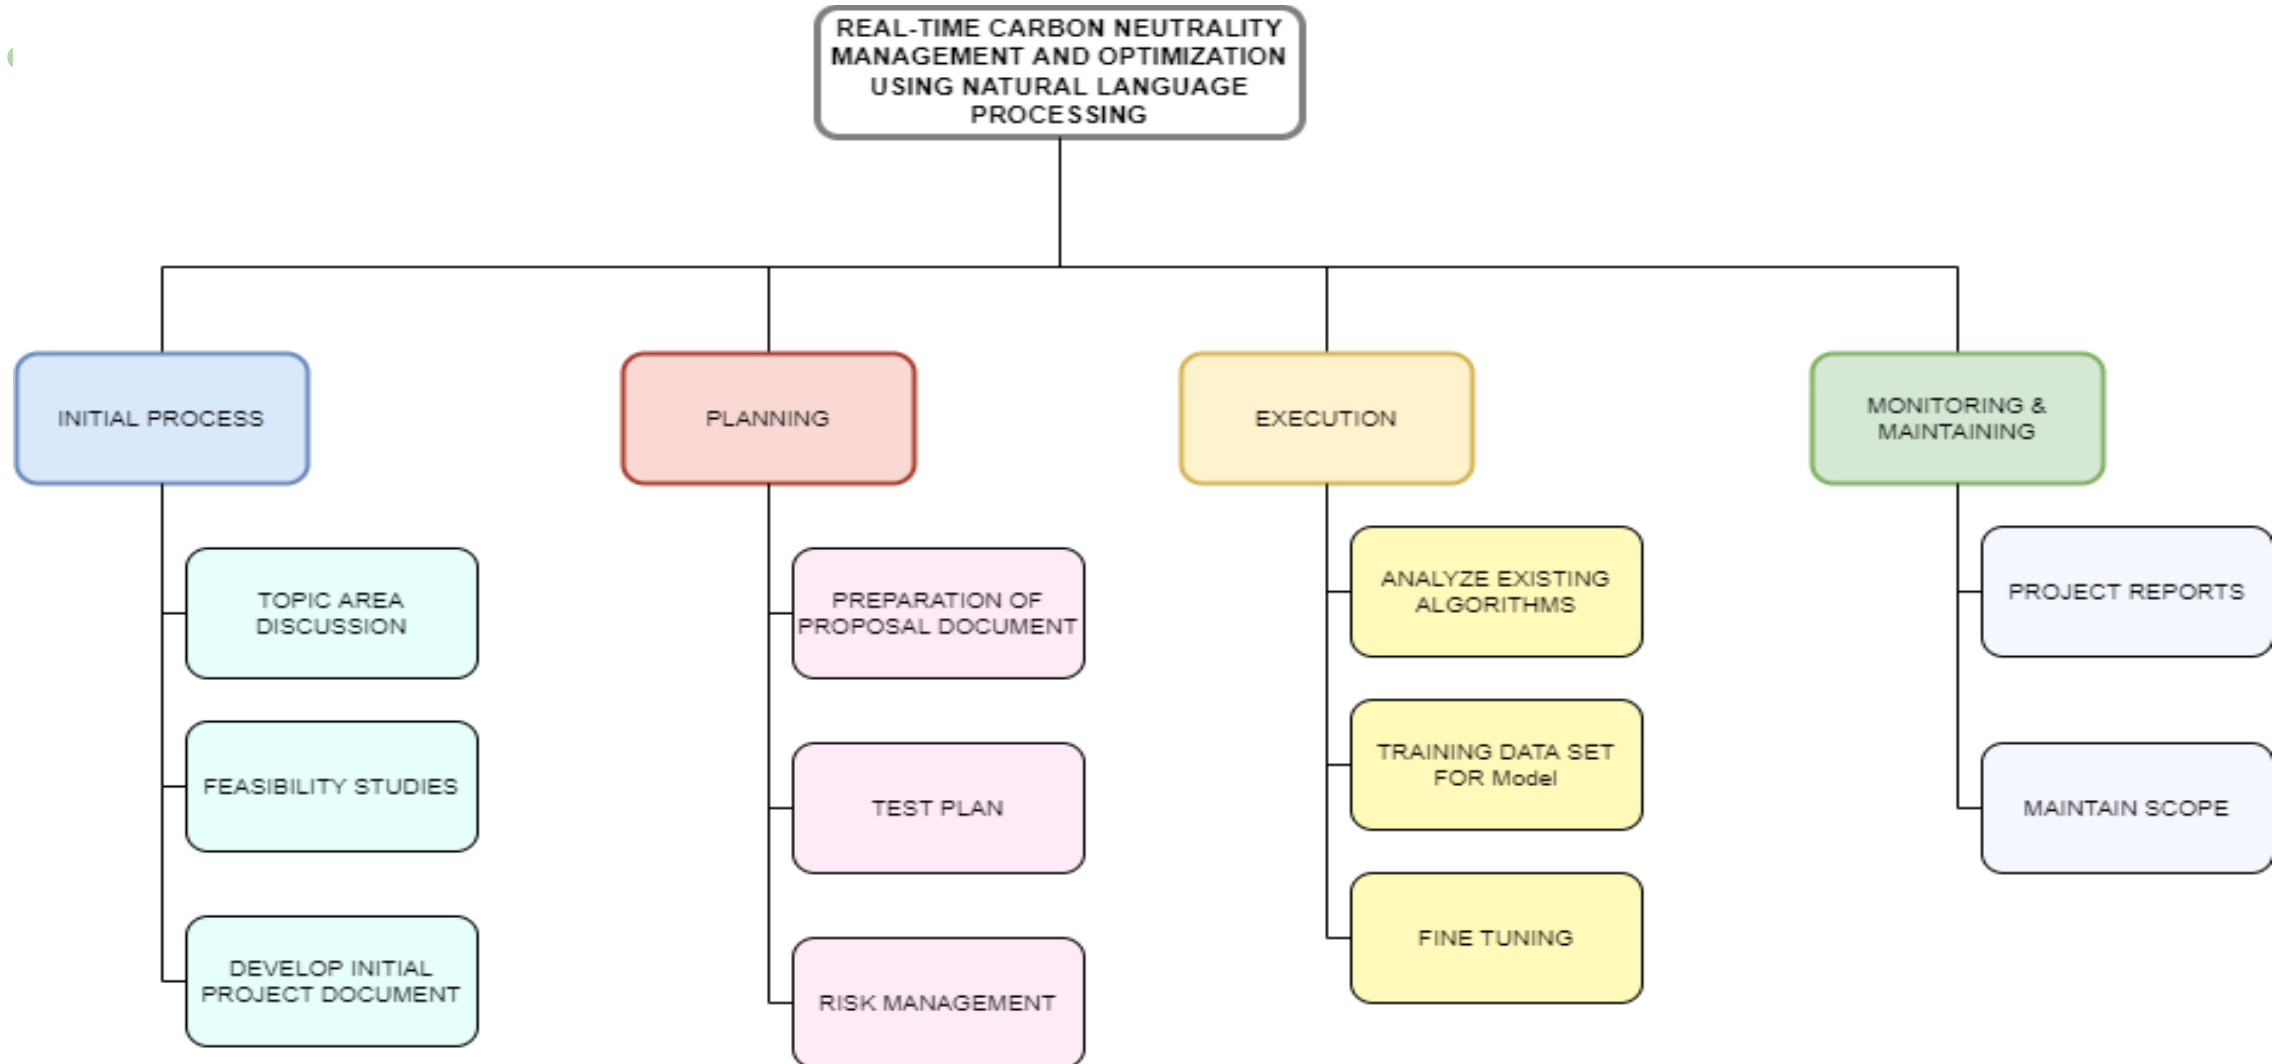 REAL-TIME CARBON NEUTRALITY
MANAGEMENT AND OPTIMIZATION
USING NATURAL LANGUAGE
PROCESSING
INITIAL PROCESS
TOPIC AREA
DISCUSSION
FEASIBILITY STUDIES
DEVELOP INITIAL
PROJECT DOCUMENT
PLANNING
PREPARATION OF
PROPOSAL DOCUMENT
TEST PLAN
RISK MANAGEMENT
EXECUTION
ANALYZE EXISTING
ALGORITHMS
TRAINING DATA SET
FOR Model
FINE TUNING
MONITORING &
MAINTAINING
PROJECT REPORTS
MAINTAIN SCOPE